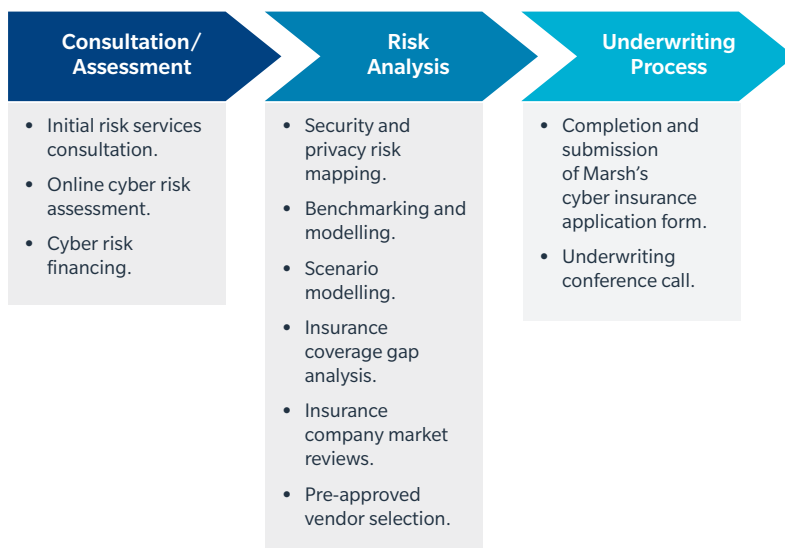 Consultation/
Assessment
• Initial risk services
consultation.
• Online cyber risk
assessment.
• Cyber risk
financing.
Risk
Analysis
• Security and
privacy risk
mapping.
• Benchmarking and
modelling.
• Scenario
modelling.
• Insurance
coverage gap
analysis.
• Insurance
company market
reviews.
• Pre-approved
vendor selection.
Underwriting
Process
• Completion and
submission
of Marsh’s
cyber insurance
application form.
• Underwriting
conference call.